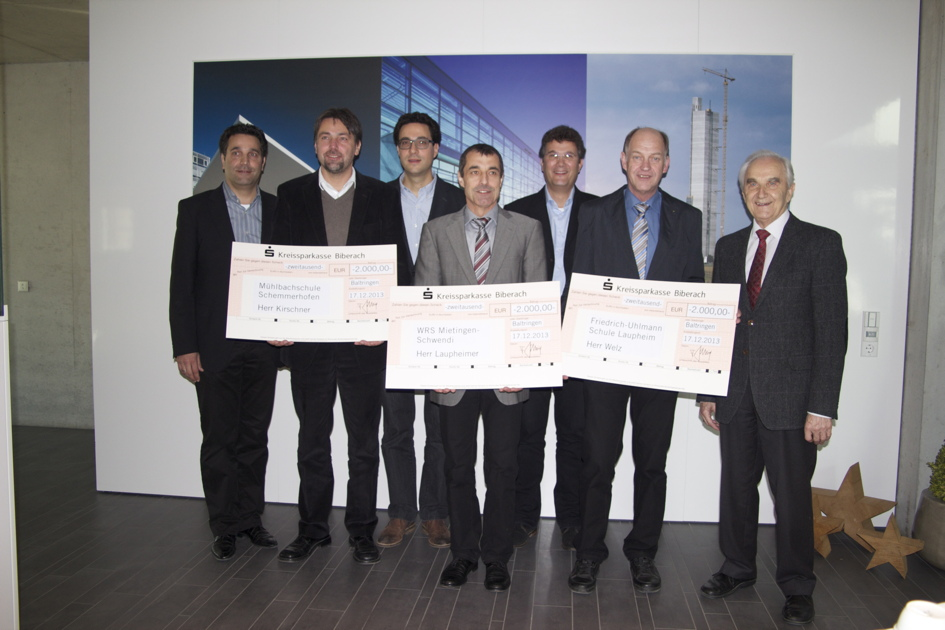 Kreissparkasse Biberach
zweitausend EUR -2.000,00-
Mühlbachschule
Schemmerhofen
Herr Kirschner
Baltringen
17.12.2013
Kreissparkasse Biberach
zweitausend EUR -2.000,00-
WRS Mietingen-
Schwendi
Herr Laupheimer
Baltringen
17.12.2013
Kreissparkasse Biberach
zweitausend EUR -2.000,00-
Friedrich-Uhlmann
Schule Laupheim
Herr Welz
Baltringen
17.12.2013